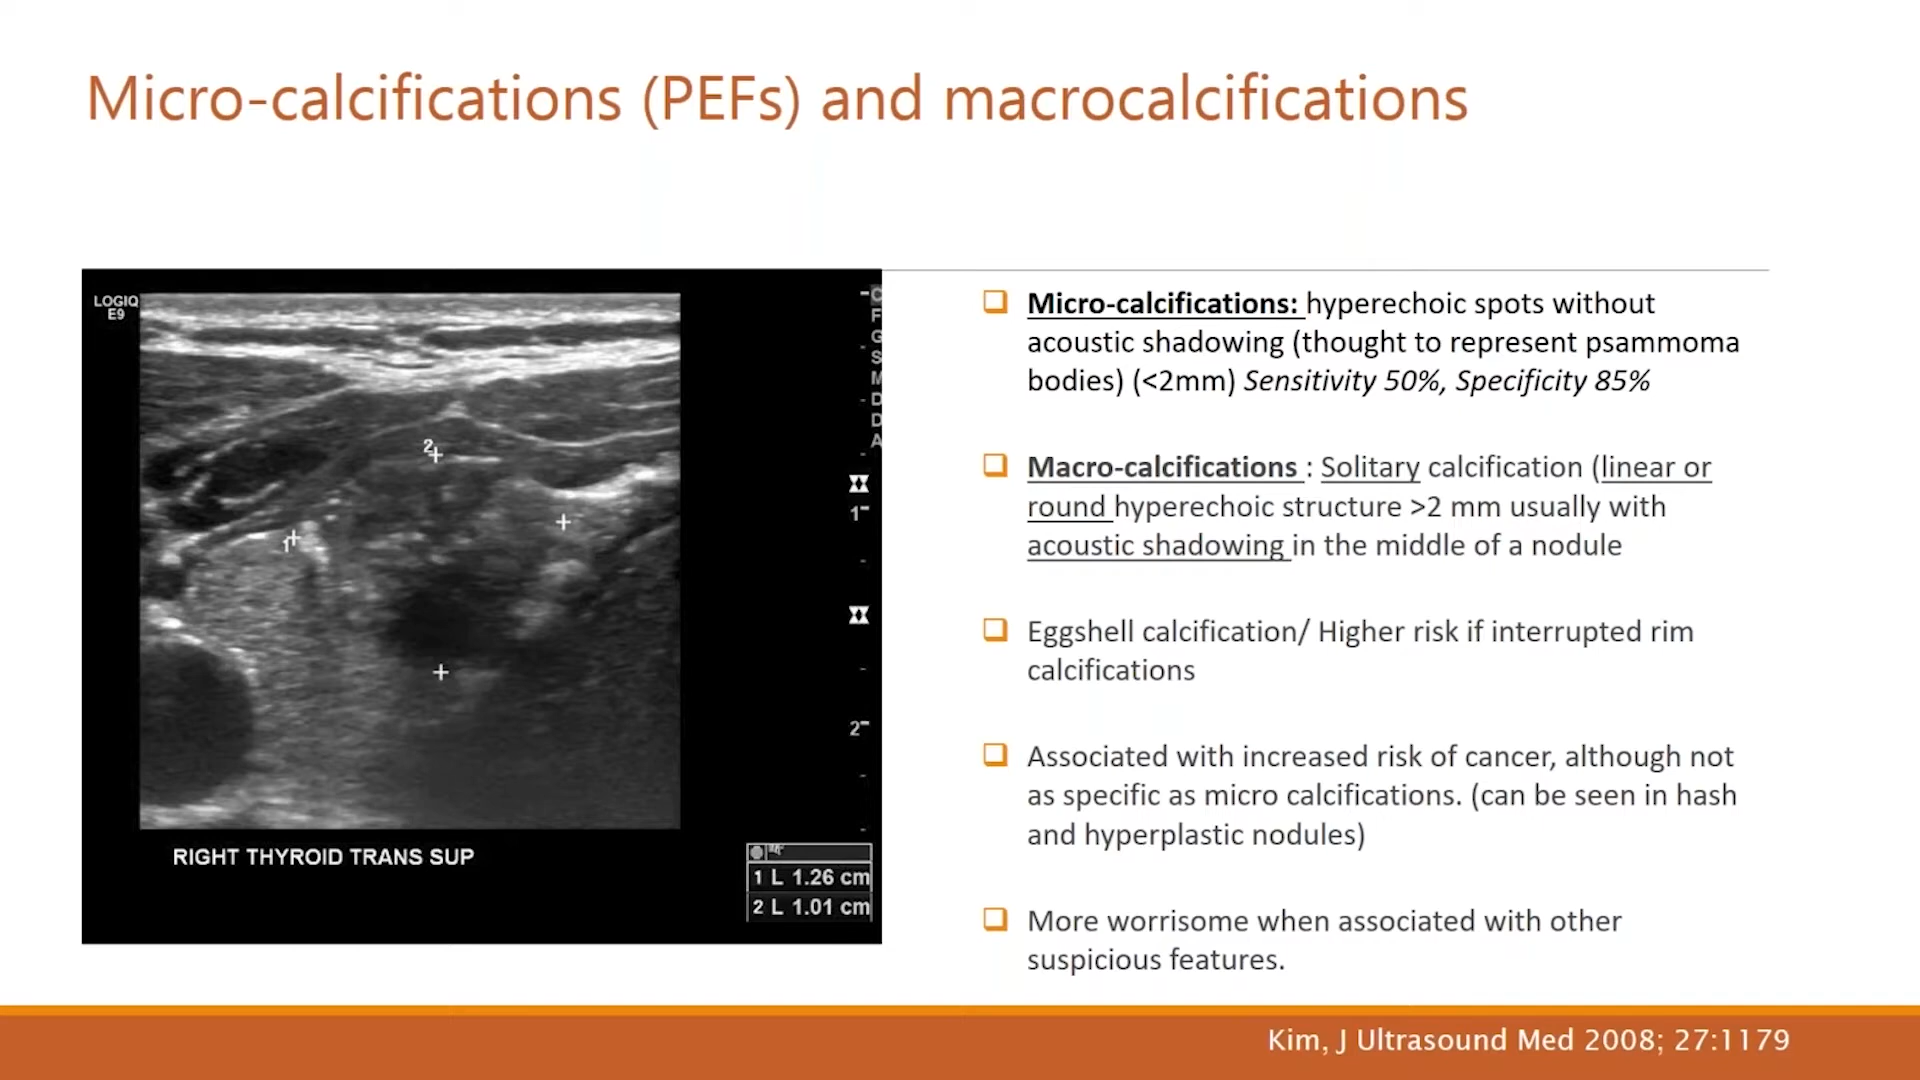 Micro-calcifications (PEFs) and macrocalcifications
LOGIQ
E9
C
F
G
S
M
D
D
A
2
1
1
2
RIGHT THYROID TRANS SUP
1 L 1.26 cm
2 L 1.01 cm
Micro-calcifications: hyperechoic spots without
acoustic shadowing (thought to represent psammoma
bodies) (<2mm) Sensitivity 50%, Specificity 85%
Macro-calcifications : Solitary calcification (linear or
round hyperechoic structure >2 mm usually with
acoustic shadowing in the middle of a nodule
Eggshell calcification/ Higher risk if interrupted rim
calcifications
Associated with increased risk of cancer, although not
as specific as micro calcifications. (can be seen in hash
and hyperplastic nodules)
More worrisome when associated with other
suspicious features.
Kim, J Ultrasound Med 2008; 27:1179